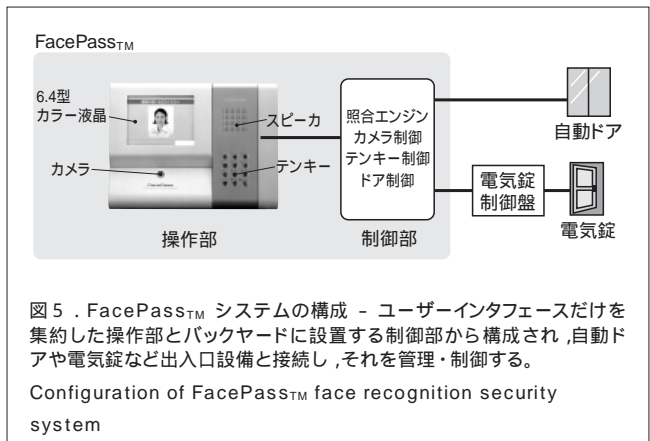 FacePassTM
6.4型
カラー液晶
スピーカ
カメラ
テンキー
操作部
照合エンジン
カメラ制御
テンキー制御
ドア制御
制御部
自動ドア
電気錠
制御盤
電気錠
図5 . FacePassTM システムの構成 – ユーザーインタフェースだけを
集約した操作部とバックヤードに設置する制御部から構成され ,自動ド
アや電気錠など出入口設備と接続し ,それを管理・制御する。
Configuration of FacePassTM face recognition security
system